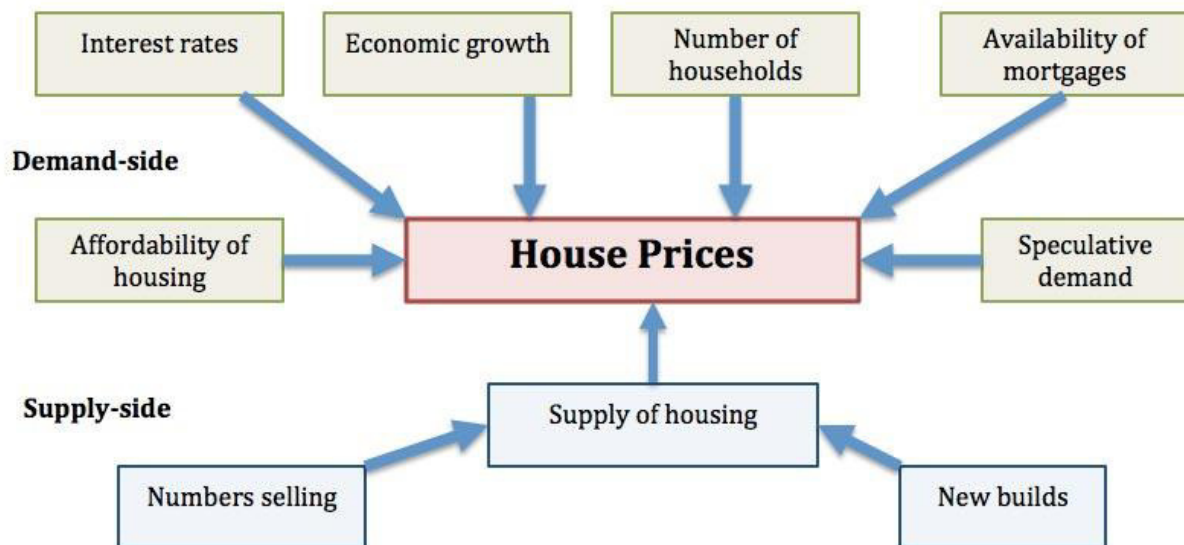 Interest rates
Economic growth
Number of
households
Availability of
mortgages
Demand-side
Affordability of
housing
House Prices
Speculative
demand
Supply-side
Supply of housing
Numbers selling
New builds